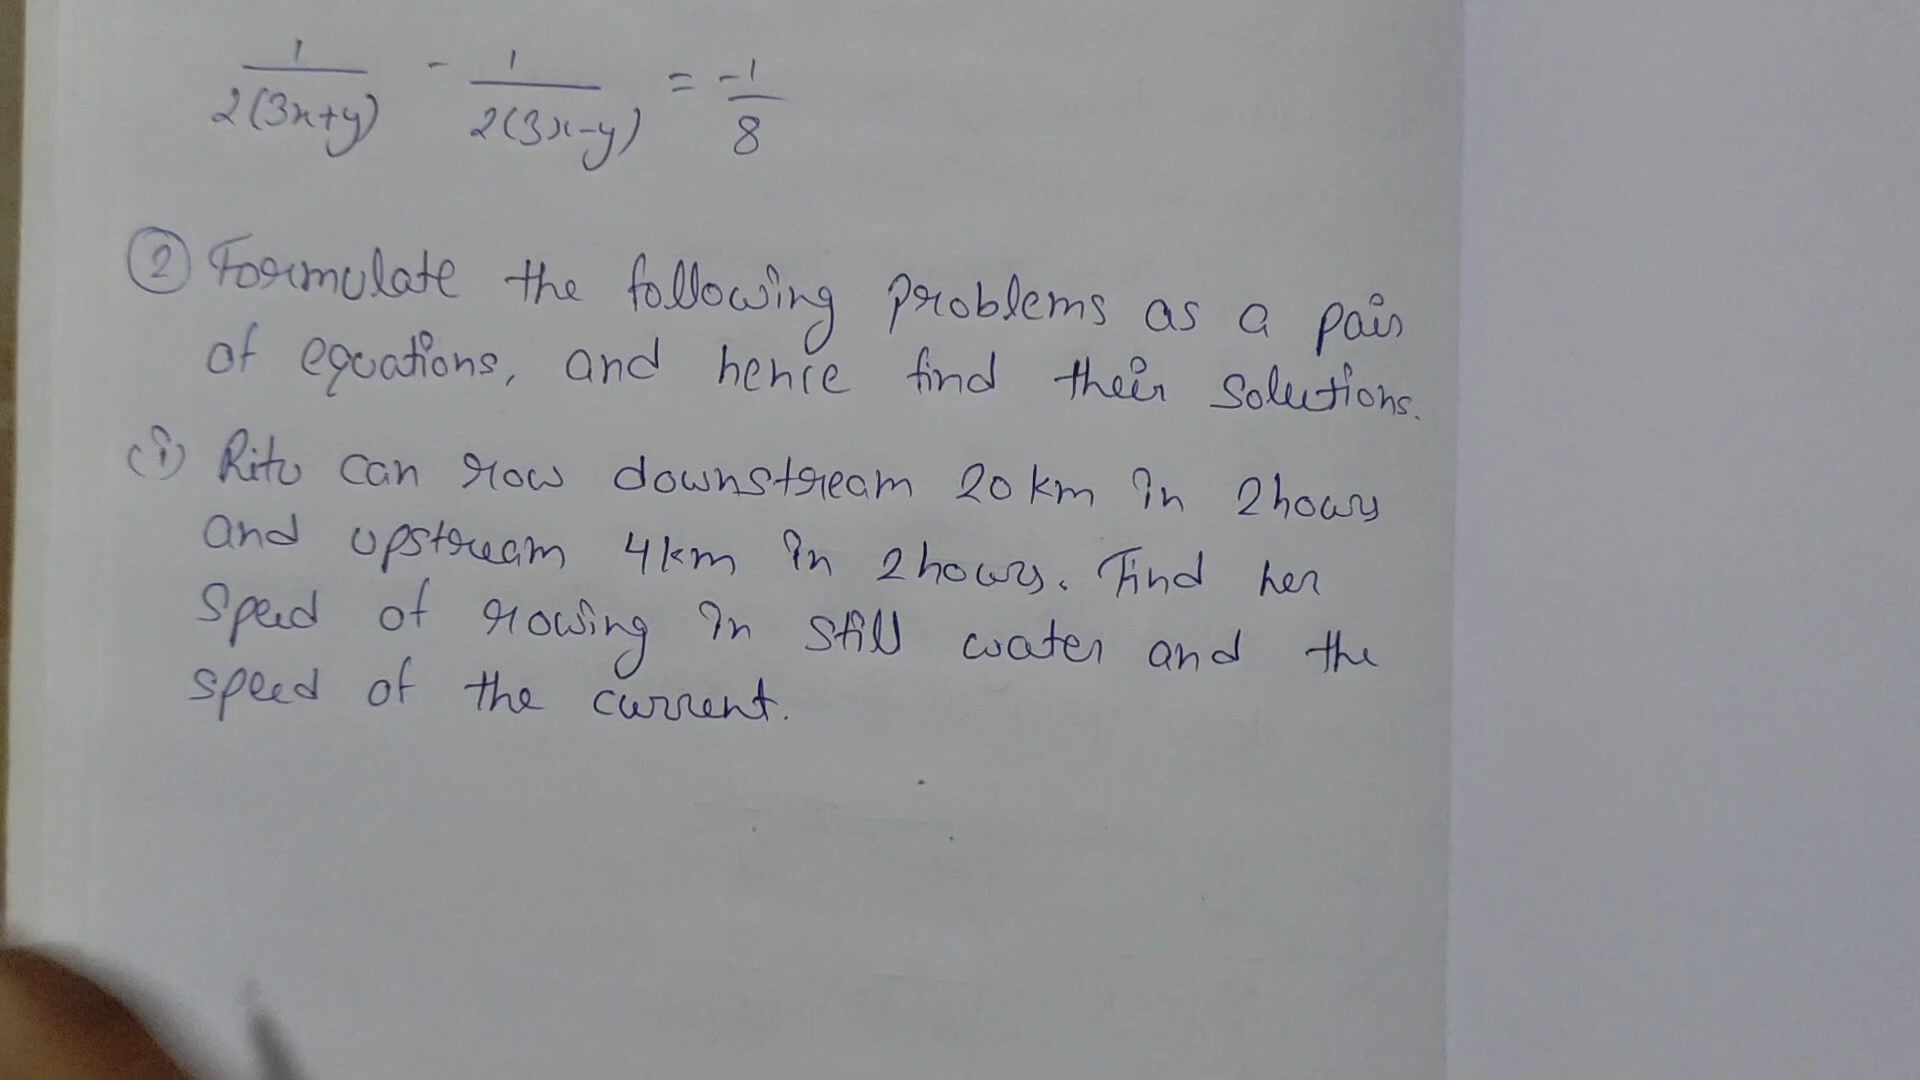 1/2(3x+y) - 1/2(3x-y) = -1/8
② Formulate the following problems as a pair
of equations, and hence find their solutions.
(i) Ritu can row downstream 20 km in 2 hours
and upstream 4 km in 2 hours. Find her
speed of rowing in still water and the
speed of the current.